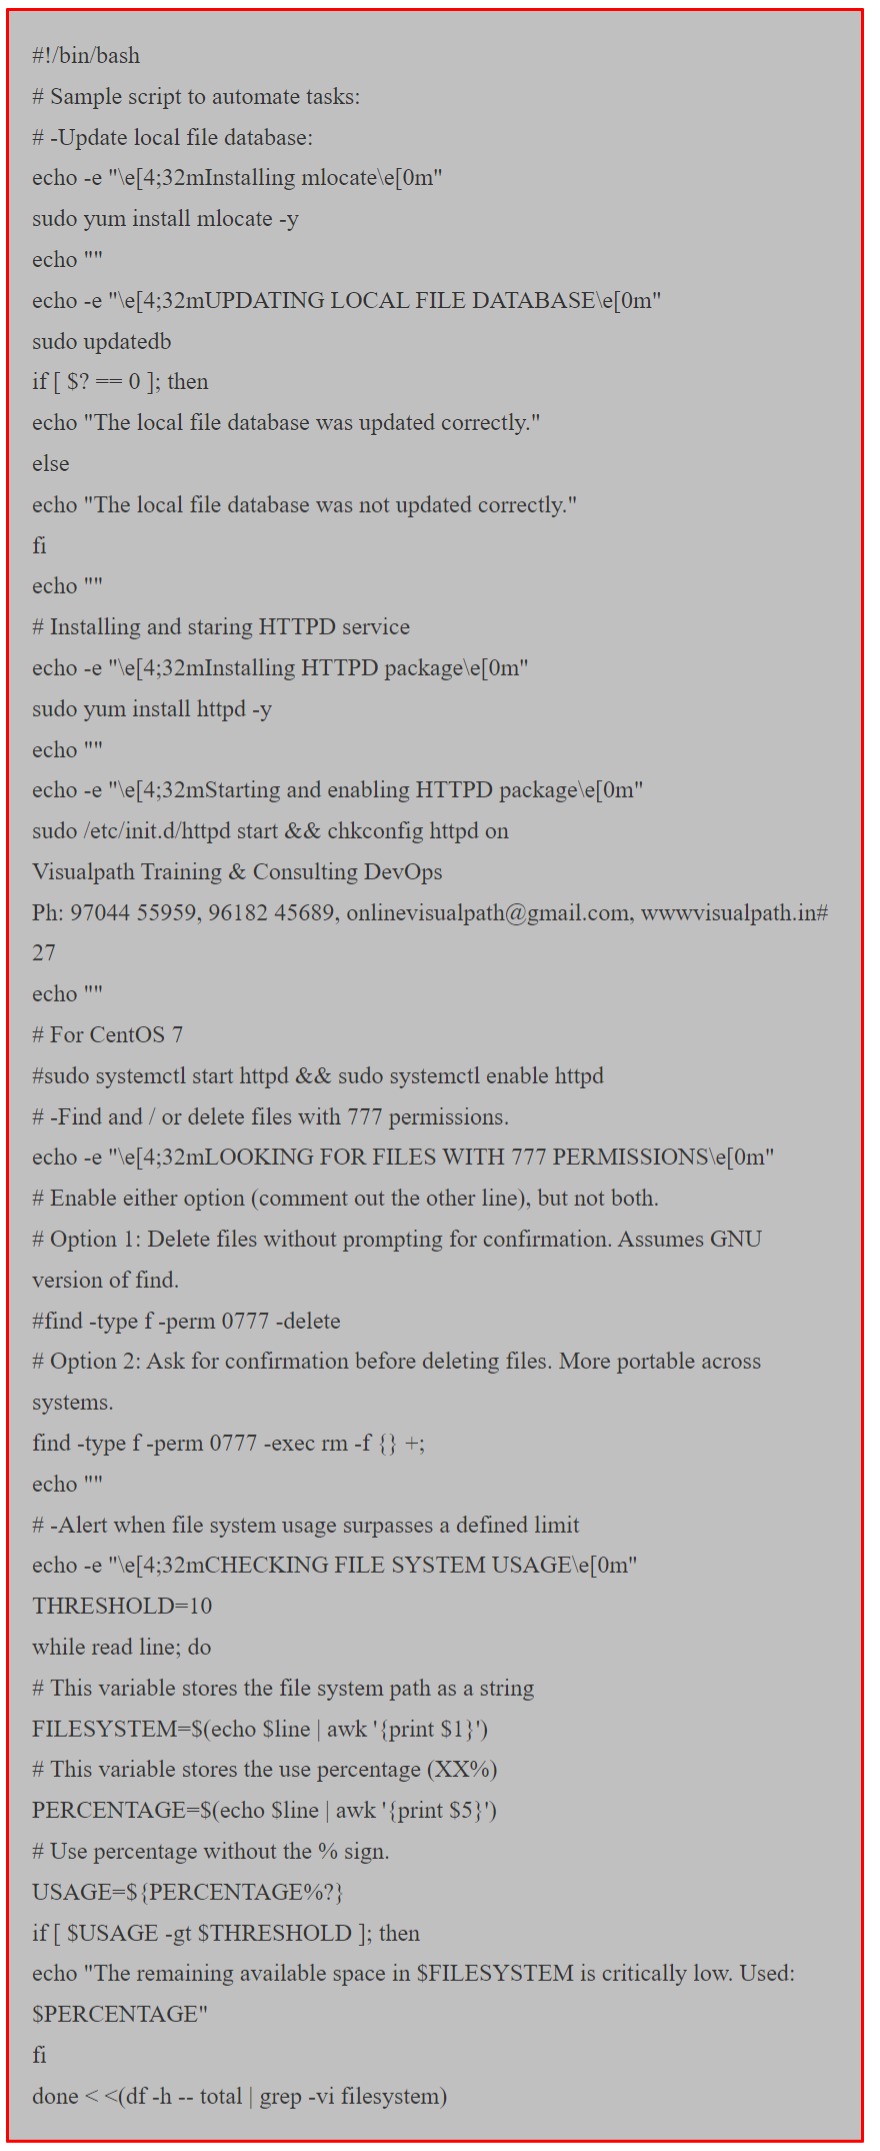 #!/bin/bash
# Sample script to automate tasks:
# -Update local file database:
echo -e "\e[4;32mInstalling mlocate\e[0m"
sudo yum install mlocate -y
echo ""
echo -e "\e[4;32mUPDATING LOCAL FILE DATABASE\e[0m"
sudo updatedb
if [ $? == 0 ]; then
echo "The local file database was updated correctly."
else
echo "The local file database was not updated correctly."
fi
echo ""
# Installing and staring HTTPD service
echo -e "\e[4;32mInstalling HTTPD package\e[0m"
sudo yum install httpd -y
echo ""
echo -e "\e[4;32mStarting and enabling HTTPD package\e[0m"
sudo /etc/init.d/httpd start && chkconfig httpd on
Visualpath Training & Consulting DevOps
Ph: 97044 55959, 96182 45689, onlinevisualpath@gmail.com, wwwvisualpath.in#
27
echo ""
# For CentOS 7
#sudo systemctl start httpd && sudo systemctl enable httpd
# -Find and / or delete files with 777 permissions.
echo -e "\e[4;32mLOOKING FOR FILES WITH 777 PERMISSIONS\e[0m"
# Enable either option (comment out the other line), but not both.
# Option 1: Delete files without prompting for confirmation. Assumes GNU
version of find.
#find -type f -perm 0777 -delete
# Option 2: Ask for confirmation before deleting files. More portable across
systems.
find -type f -perm 0777 -exec rm -f {} +;
echo ""
# -Alert when file system usage surpasses a defined limit
echo -e "\e[4;32mCHECKING FILE SYSTEM USAGE\e[0m"
THRESHOLD=10
while read line; do
# This variable stores the file system path as a string
FILESYSTEM=$(echo $line | awk '{print $1}')
# This variable stores the use percentage (XX%)
PERCENTAGE=$(echo $line | awk '{print $5}')
# Use percentage without the % sign.
USAGE=${PERCENTAGE%?}
if [ $USAGE -gt $THRESHOLD ]; then
echo "The remaining available space in $FILESYSTEM is critically low. Used:
$PERCENTAGE"
fi
done < <(df -h -- total | grep -vi filesystem)